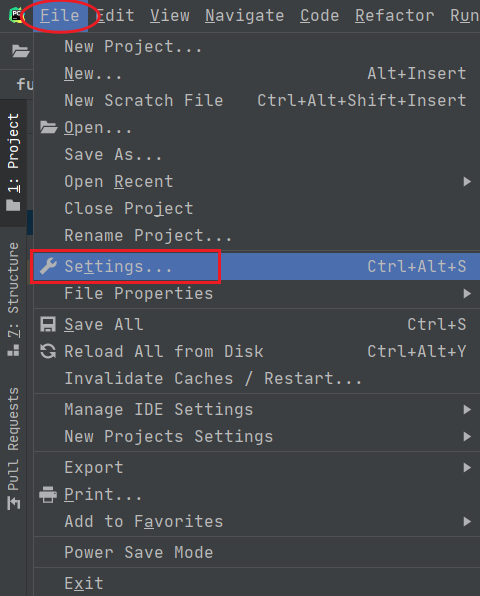 PC File Edit View Navigate Code Refactor Run
fu
New Project...
New... Alt+Insert
New Scratch File Ctrl+Alt+Shift+Insert
Open...
Save As...
Open Recent
Close Project
Rename Project...
Settings... Ctrl+Alt+S
File Properties
Save All Ctrl+S
Reload All from Disk Ctrl+Alt+Y
Invalidate Caches / Restart...
Manage IDE Settings
New Projects Settings
Export
Print...
Add to Favorites
Power Save Mode
Exit
1: Project
7: Structure
Pull Requests